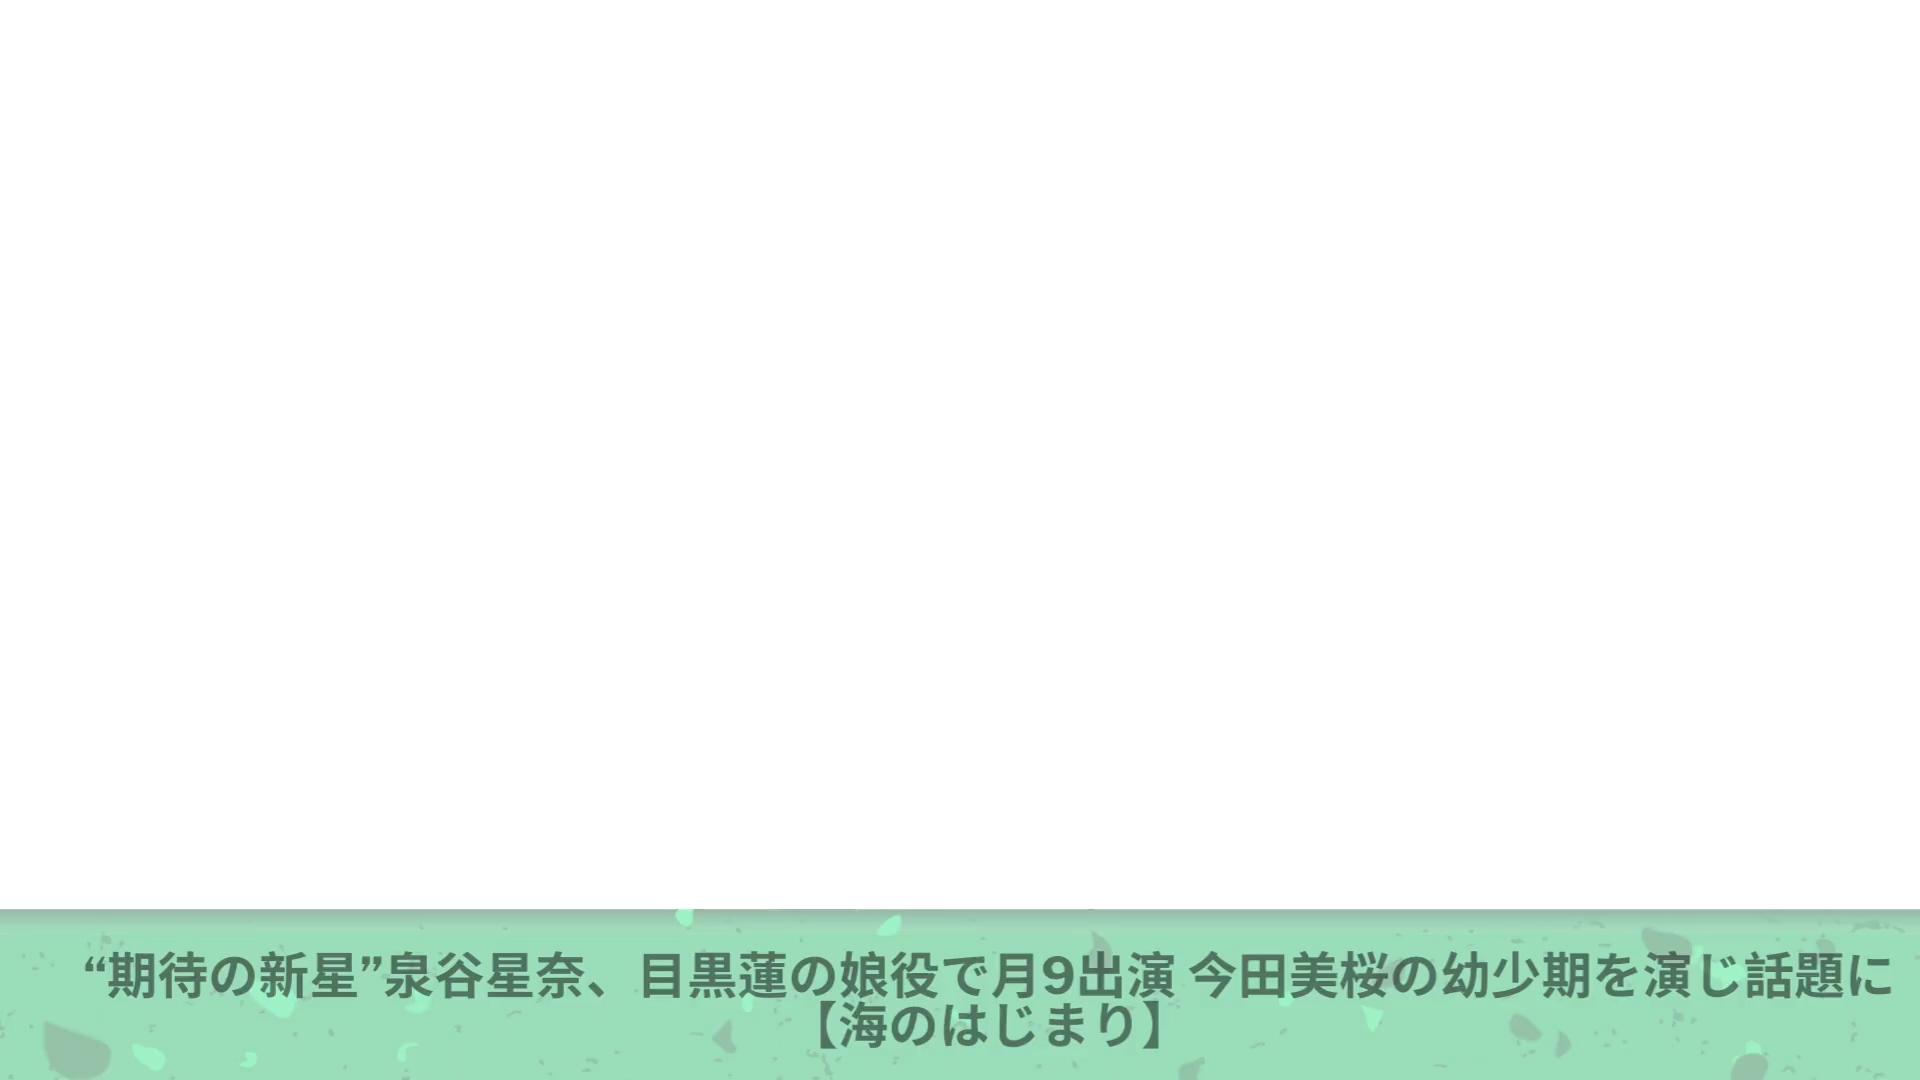 “期待の新星”泉谷星奈、目黒蓮の娘役で月9出演 今田美桜の幼少期を演じ話題に
【海のはじまり】